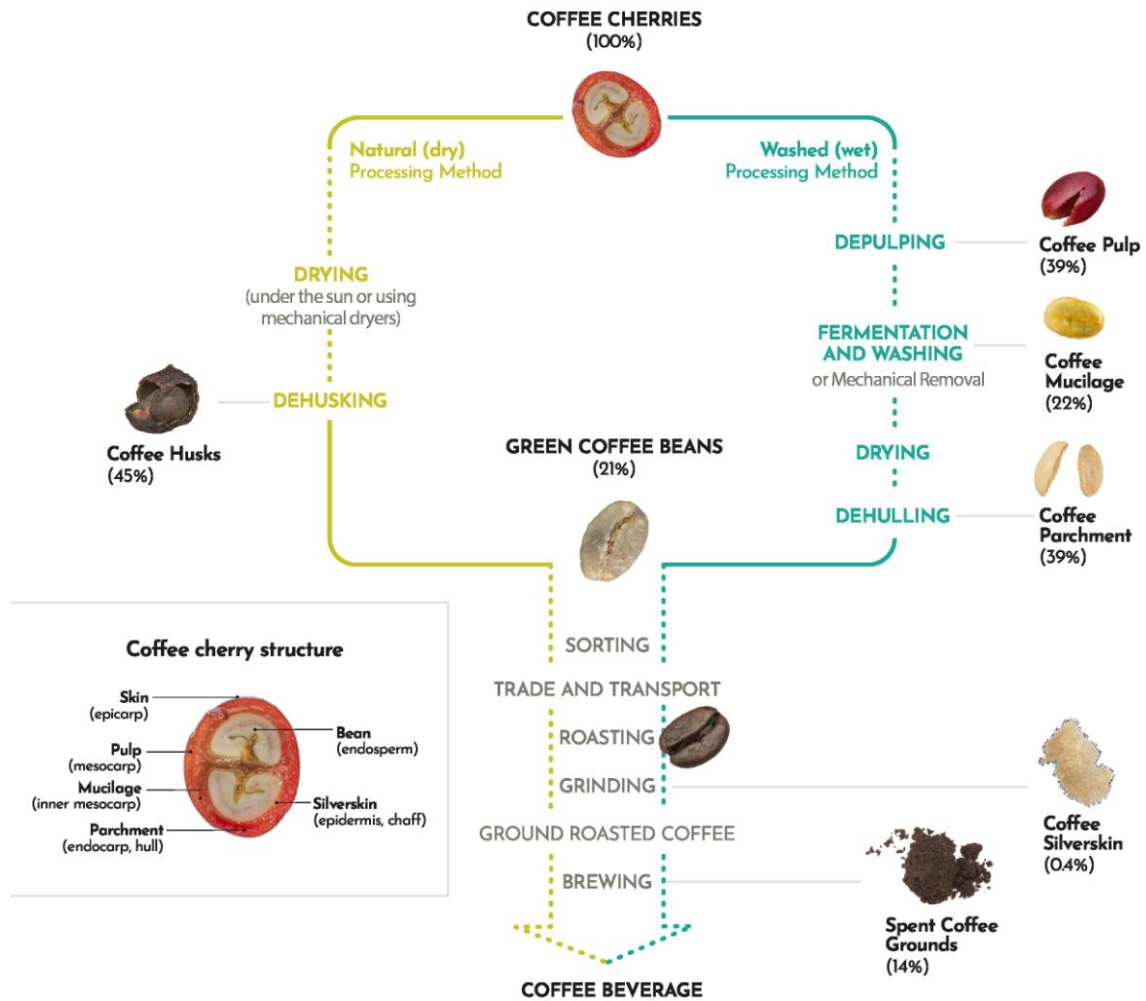 COFFEE CHERRIES
(100%)
Natural (dry)
Processing Method
Washed (wet)
Processing Method
DEPULPING
Coffee Pulp
(39%)
DRYING
(under the sun or using
mechanical dryers)
FERMENTATION
AND WASHING
or Mechanical Removal
Coffee
Mucilage
(22%)
DEHUSKING
Coffee Husks
(45%)
GREEN COFFEE BEANS
(21%)
DRYING
DEHULLING
Coffee
Parchment
(39%)
SORTING
TRADE AND TRANSPORT
ROASTING
GRINDING
Coffee
Silverskin
(0.4%)
GROUND ROASTED COFFEE
BREWING
Spent Coffee
Grounds
(14%)
COFFEE BEVERAGE
Coffee cherry structure
Skin
(epicarp)
Pulp
(mesocarp)
Mucilage
(inner mesocarp)
Parchment
(endocarp, hull)
Bean
(endosperm)
Silverskin
(epidermis, chaff)